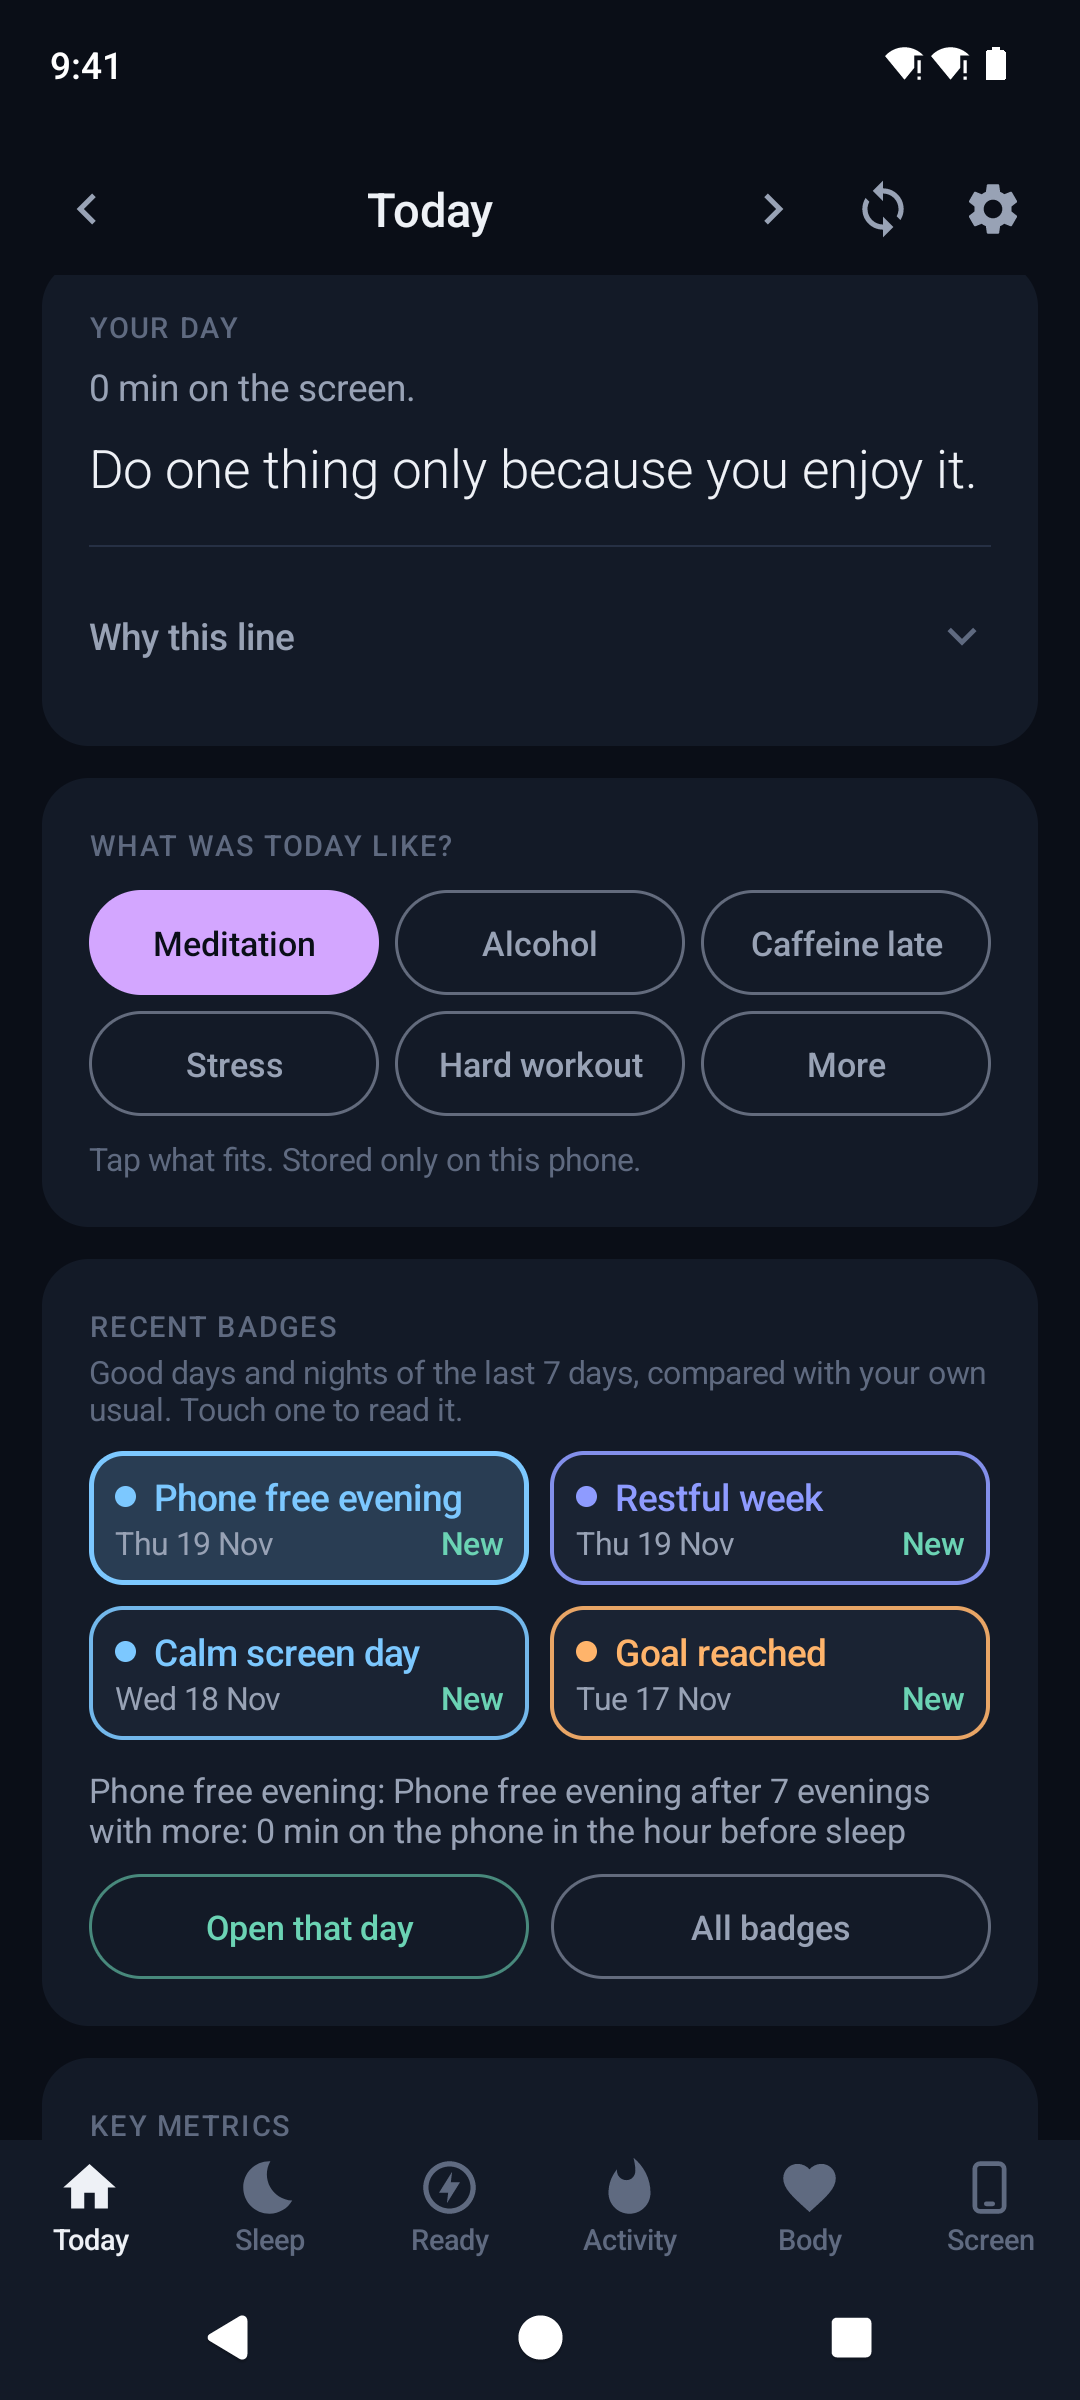 9:41
Today
YOUR DAY
0 min on the screen.
Do one thing only because you enjoy it.
Why this line
WHAT WAS TODAY LIKE?
Meditation
Alcohol
Caffeine late
Stress
Hard workout
More
Tap what fits. Stored only on this phone.
RECENT BADGES
Good days and nights of the last 7 days, compared with your own
usual. Touch one to read it.
Phone free evening
Thu 19 Nov New
Restful week
Thu 19 Nov New
Calm screen day
Wed 18 Nov New
Goal reached
Tue 17 Nov New
Phone free evening: Phone free evening after 7 evenings
with more: 0 min on the phone in the hour before sleep
Open that day
All badges
KEY METRICS
Today
Sleep
Ready
Activity
Body
Screen